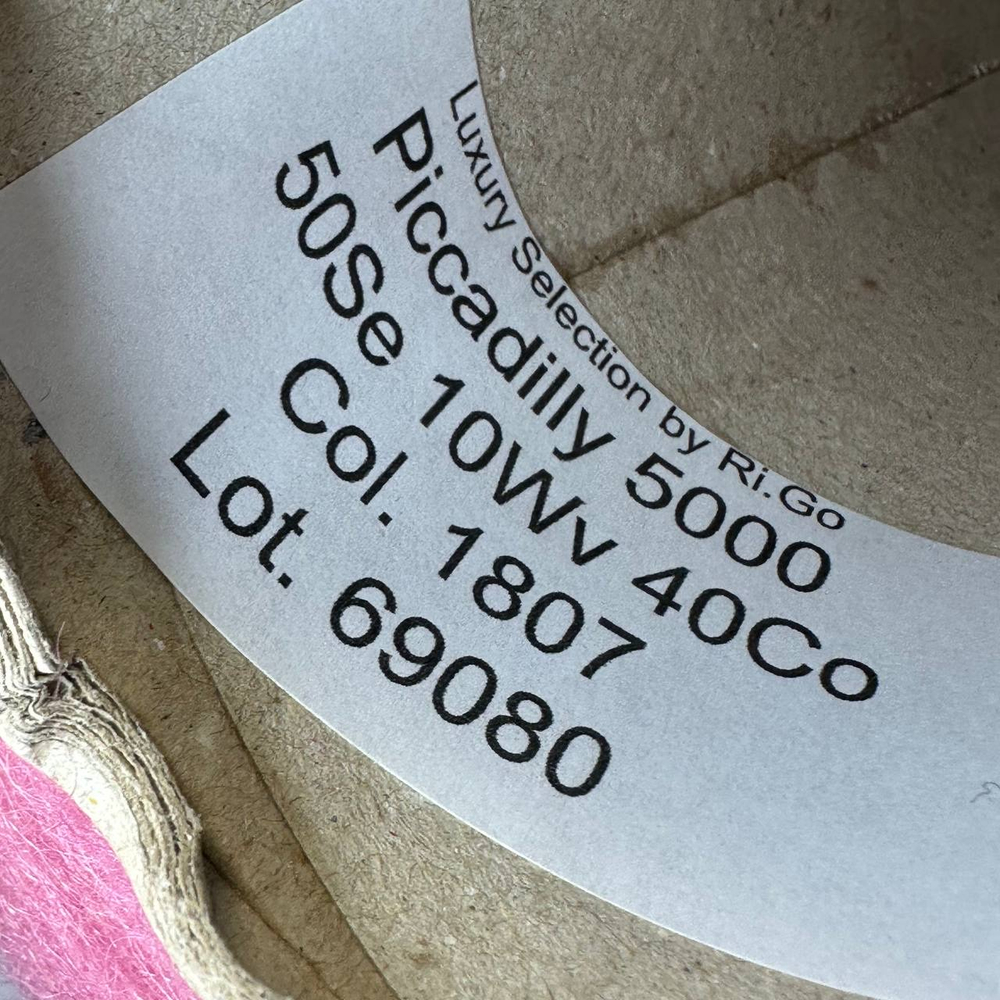 Luxury Selection by Ri.Go
Piccadilly 5000
50Se 10Wv 40Co
Col. 1807
Lot. 69080